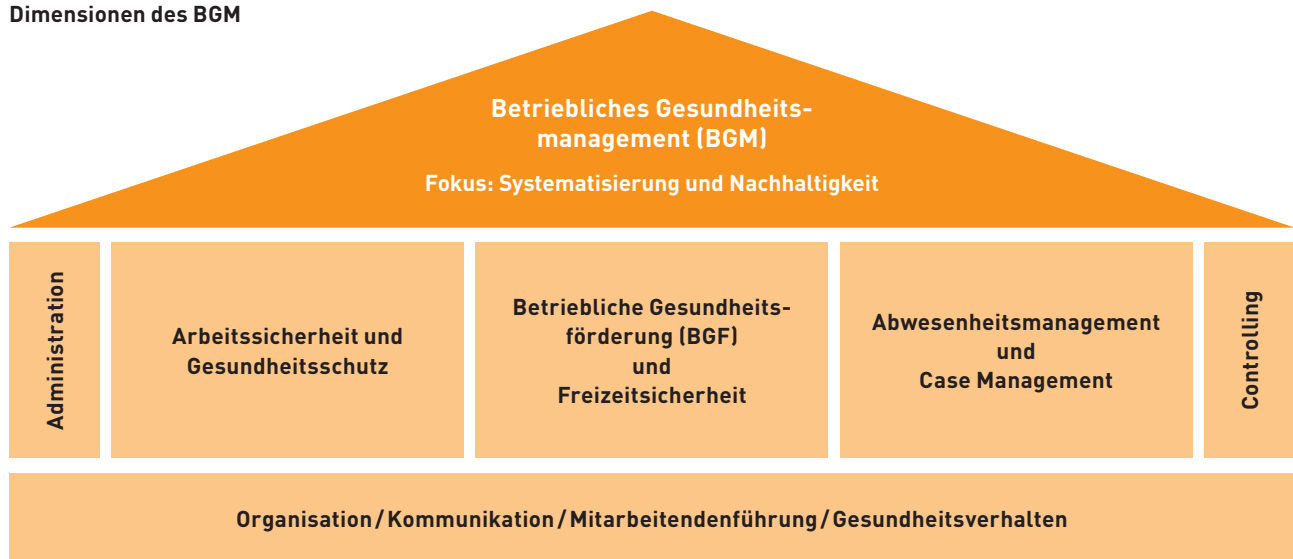 Dimensionen des BGM
Betriebliches Gesundheits-
management (BGM)
Fokus: Systematisierung und Nachhaltigkeit
Administration
Arbeitssicherheit und
Gesundheitsschutz
Betriebliche Gesundheits-
förderung (BGF)
und
Freizeitsicherheit
Abwesenheitsmanagement
und
Case Management
Controlling
Organisation/Kommunikation/Mitarbeitendenführung/Gesundheitsverhalten